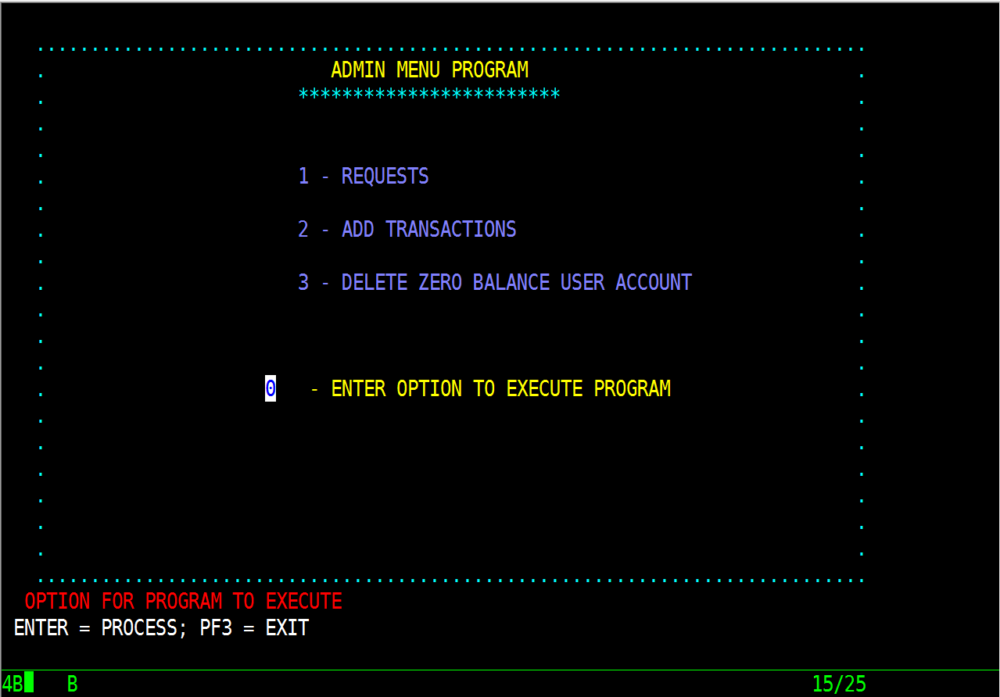 ................................................................................
. ADMIN MENU PROGRAM .
. ************************ .
. .
. .
. 1 - REQUESTS .
. .
. 2 - ADD TRANSACTIONS .
. .
. 3 - DELETE ZERO BALANCE USER ACCOUNT .
. .
. .
. .
. 0 - ENTER OPTION TO EXECUTE PROGRAM .
. .
. .
. .
. .
. .
. .
................................................................................
OPTION FOR PROGRAM TO EXECUTE
ENTER = PROCESS; PF3 = EXIT
4B B 15/25